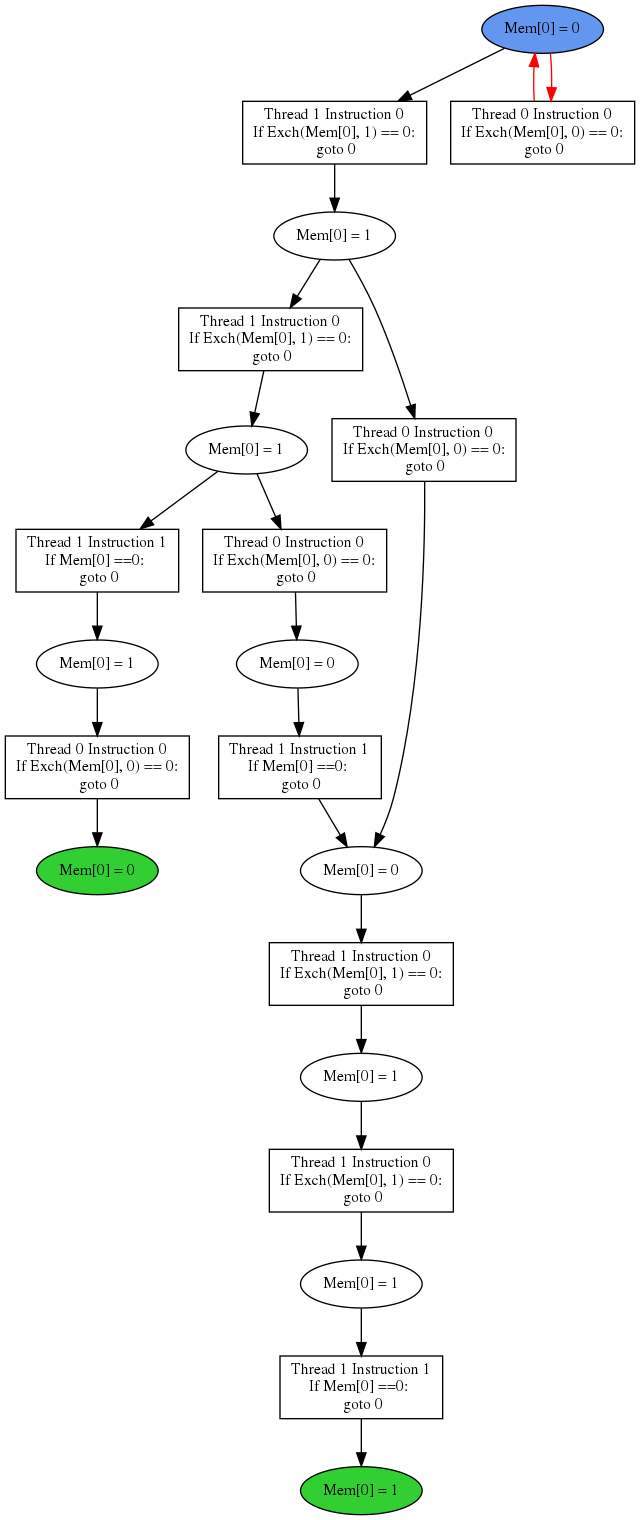 Mem[0] = 0
Thread 1 Instruction 0
If Exch(Mem[0], 1) == 0:
goto 0
Thread 0 Instruction 0
If Exch(Mem[0], 0) == 0:
goto 0
Mem[0] = 1
Thread 1 Instruction 0
If Exch(Mem[0], 1) == 0:
goto 0
Thread 0 Instruction 0
If Exch(Mem[0], 0) == 0:
goto 0
Mem[0] = 1
Thread 1 Instruction 1
If Mem[0] ==0:
goto 0
Thread 0 Instruction 0
If Exch(Mem[0], 0) == 0:
goto 0
Mem[0] = 1
Mem[0] = 0
Thread 0 Instruction 0
If Exch(Mem[0], 0) == 0:
goto 0
Thread 1 Instruction 1
If Mem[0] ==0:
goto 0
Mem[0] = 0
Mem[0] = 0
Thread 1 Instruction 0
If Exch(Mem[0], 1) == 0:
goto 0
Mem[0] = 1
Thread 1 Instruction 0
If Exch(Mem[0], 1) == 0:
goto 0
Mem[0] = 1
Thread 1 Instruction 1
If Mem[0] ==0:
goto 0
Mem[0] = 1